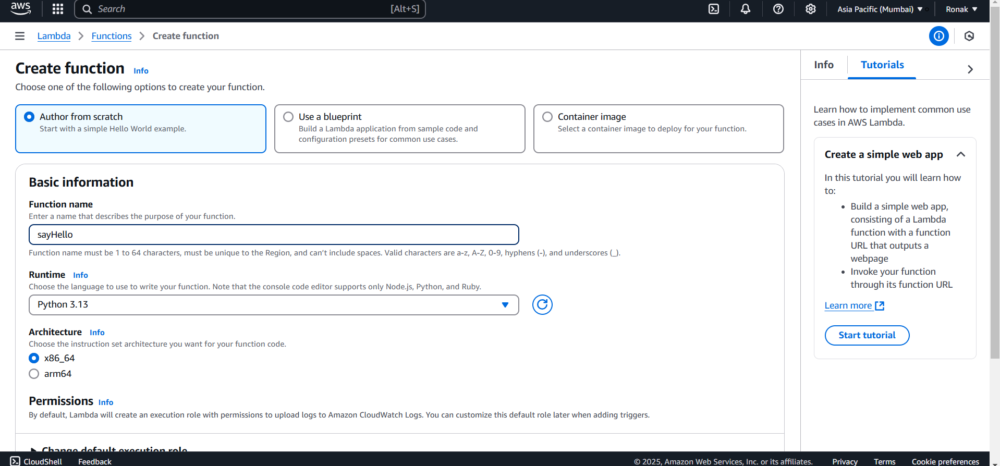 aws
Search
[Alt+S]
Asia Pacific (Mumbai)
Ronak
Lambda
Functions
Create function
Create function
Info
Choose one of the following options to create your function.
Author from scratch
Start with a simple Hello World example.
Use a blueprint
Build a Lambda application from sample code and
configuration presets for common use cases.
Container image
Select a container image to deploy for your function.
Basic information
Function name
Enter a name that describes the purpose of your function.
sayHello
Function name must be 1 to 64 characters, must be unique to the Region, and can’t include spaces. Valid characters are a-z, A-Z, 0-9, hyphens (-), and underscores (_).
Runtime
Info
Choose the language to use to write your function. Note that the console code editor supports only Node.js, Python, and Ruby.
Python 3.13
Architecture
Info
Choose the instruction set architecture you want for your function code.
x86_64
arm64
Permissions
Info
By default, Lambda will create an execution role with permissions to upload logs to Amazon CloudWatch Logs. You can customize this default role later when adding triggers.
Change default execution role
Info
Tutorials
Learn how to implement common use
cases in AWS Lambda.
Create a simple web app
In this tutorial you will learn how
to:
• Build a simple web app,
consisting of a Lambda
function with a function
URL that outputs a
webpage
• Invoke your function
through its function URL
Learn more
Start tutorial
CloudShell
Feedback
© 2025, Amazon Web Services, Inc. or its affiliates.
Privacy
Terms
Cookie preferences